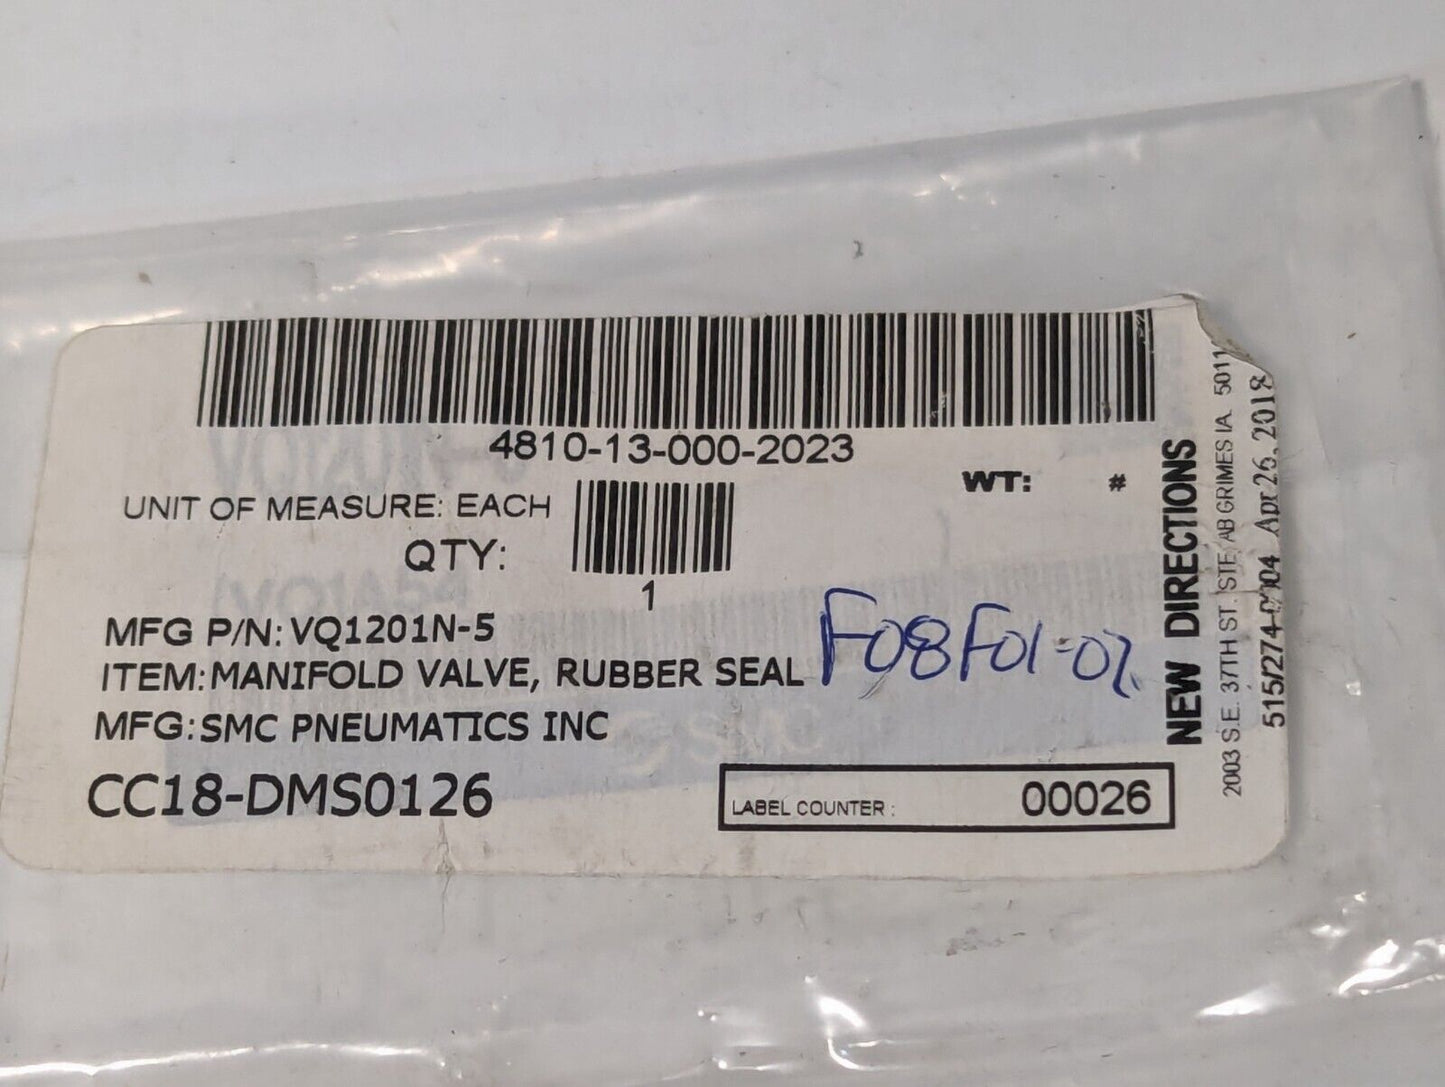 4810-13-000-2023
UNIT OF MEASURE: EACH
WT: #
QTY:
1
MFG P/N: VQ1201N-5
ITEM: MANIFOLD VALVE, RUBBER SEAL
F08F01-02
MFG: SMC PNEUMATICS INC
CC18-DMS0126
LABEL COUNTER : 00026
NEW DIRECTIONS
2003 S.E. 37TH ST. STE AB GRIMES IA 5011
Apr 26, 2018